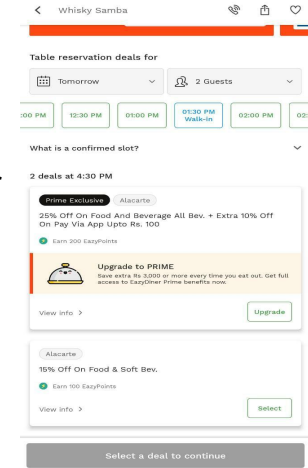 Whisky Samba
Table reservation deals for
Tomorrow
2 Guests
:00 PM
12:30 PM
01:00 PM
01:30 PM
Walk-in
02:00 PM
02:
What is a confirmed slot?
2 deals at 4:30 PM
Prime Exclusive
Alacarte
25% Off On Food And Beverage All Bev. + Extra 10% Off
On Pay Via App Upto Rs. 100
Earn 200 EazyPoints
Upgrade to PRIME
Save extra Rs 3,000 or more every time you eat out. Get full
access to EazyDiner Prime benefits now.
View info >
Upgrade
Alacarte
15% Off On Food & Soft Bev.
Earn 100 EazyPoints
View info >
Select
Select a deal to continue